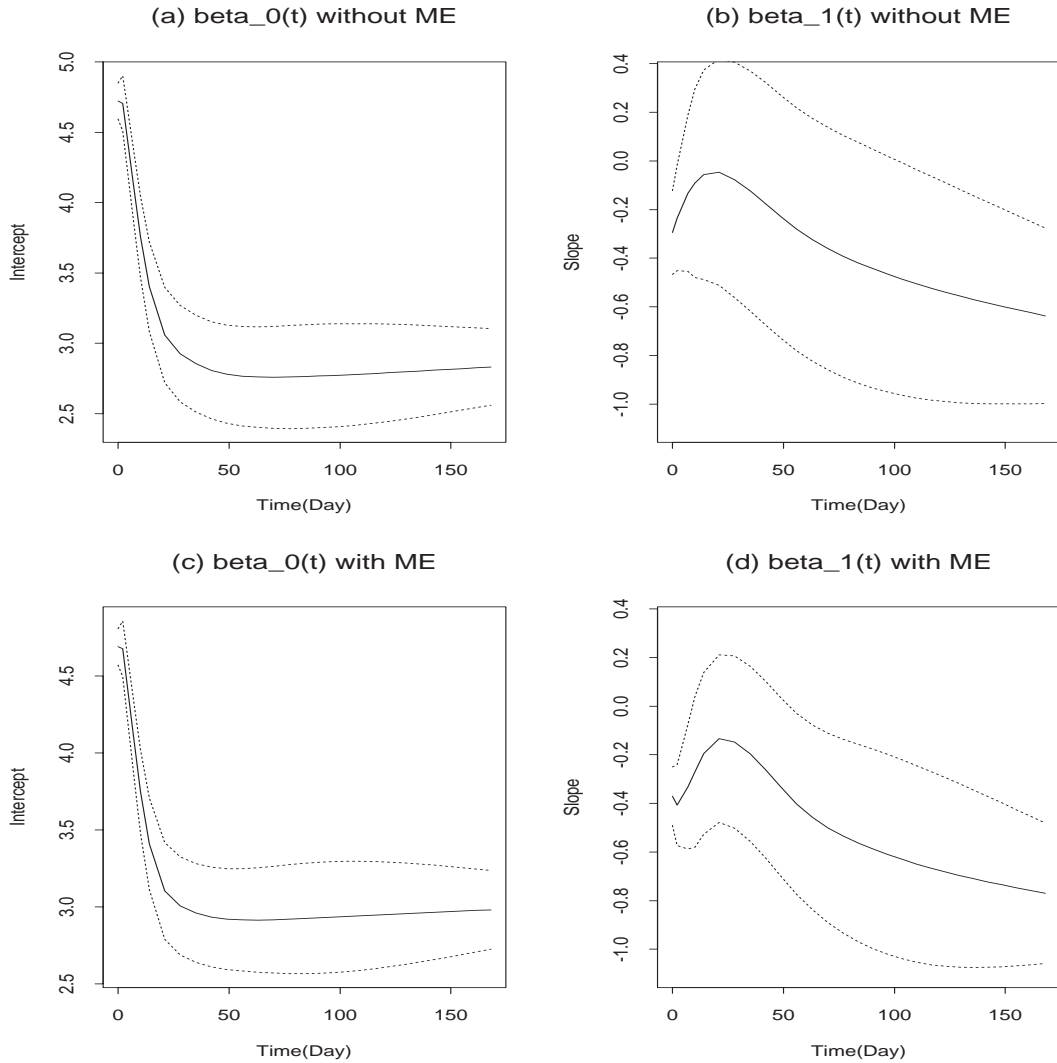 (a) beta_0(t) without ME
Intercept
5.0
4.5
4.0
3.5
3.0
2.5
0 50 100 150
Time(Day)
(b) beta_1(t) without ME
Slope
0.4
0.2
0.0
-0.2
-0.4
-0.6
-0.8
-1.0
0 50 100 150
Time(Day)
(c) beta_0(t) with ME
Intercept
4.5
4.0
3.5
3.0
2.5
0 50 100 150
Time(Day)
(d) beta_1(t) with ME
Slope
0.4
0.2
0.0
-0.2
-0.4
-0.6
-0.8
-1.0
0 50 100 150
Time(Day)